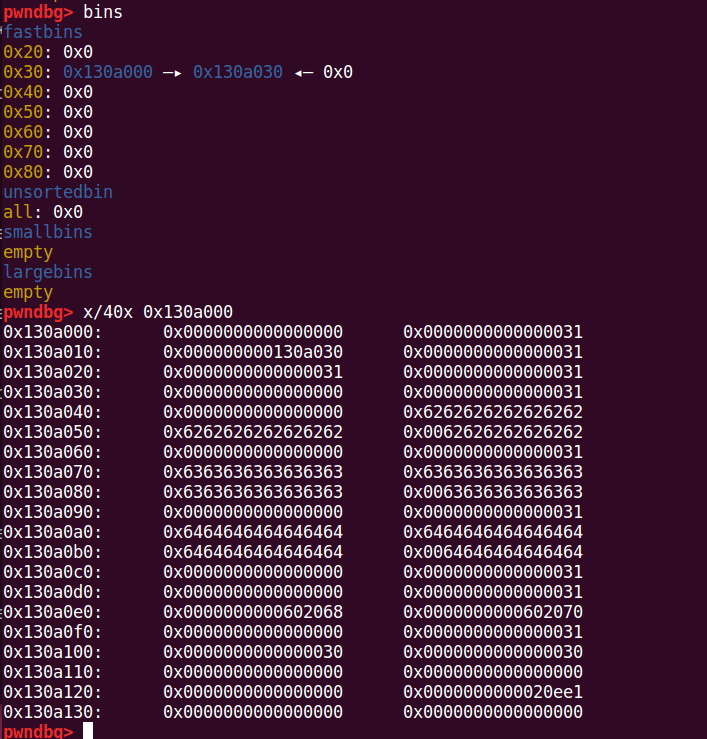 pwndbg> bins
fastbins
0x20: 0x0
0x30: 0x130a000 —▸ 0x130a030 ◂— 0x0
0x40: 0x0
0x50: 0x0
0x60: 0x0
0x70: 0x0
0x80: 0x0
unsortedbin
all: 0x0
smallbins
empty
largebins
empty
pwndbg> x/40x 0x130a000
0x130a000: 0x0000000000000000 0x0000000000000031
0x130a010: 0x000000000130a030 0x0000000000000031
0x130a020: 0x0000000000000031 0x0000000000000031
0x130a030: 0x0000000000000000 0x0000000000000031
0x130a040: 0x0000000000000000 0x6262626262626262
0x130a050: 0x6262626262626262 0x0062626262626262
0x130a060: 0x0000000000000000 0x0000000000000031
0x130a070: 0x6363636363636363 0x6363636363636363
0x130a080: 0x6363636363636363 0x0063636363636363
0x130a090: 0x0000000000000000 0x0000000000000031
0x130a0a0: 0x6464646464646464 0x6464646464646464
0x130a0b0: 0x6464646464646464 0x0064646464646464
0x130a0c0: 0x0000000000000000 0x0000000000000031
0x130a0d0: 0x0000000000000000 0x0000000000000031
0x130a0e0: 0x0000000000602068 0x0000000000602070
0x130a0f0: 0x0000000000000000 0x0000000000000031
0x130a100: 0x0000000000000030 0x0000000000000030
0x130a110: 0x0000000000000000 0x0000000000000000
0x130a120: 0x0000000000000000 0x0000000000020ee1
0x130a130: 0x0000000000000000 0x0000000000000000
pwndbg>